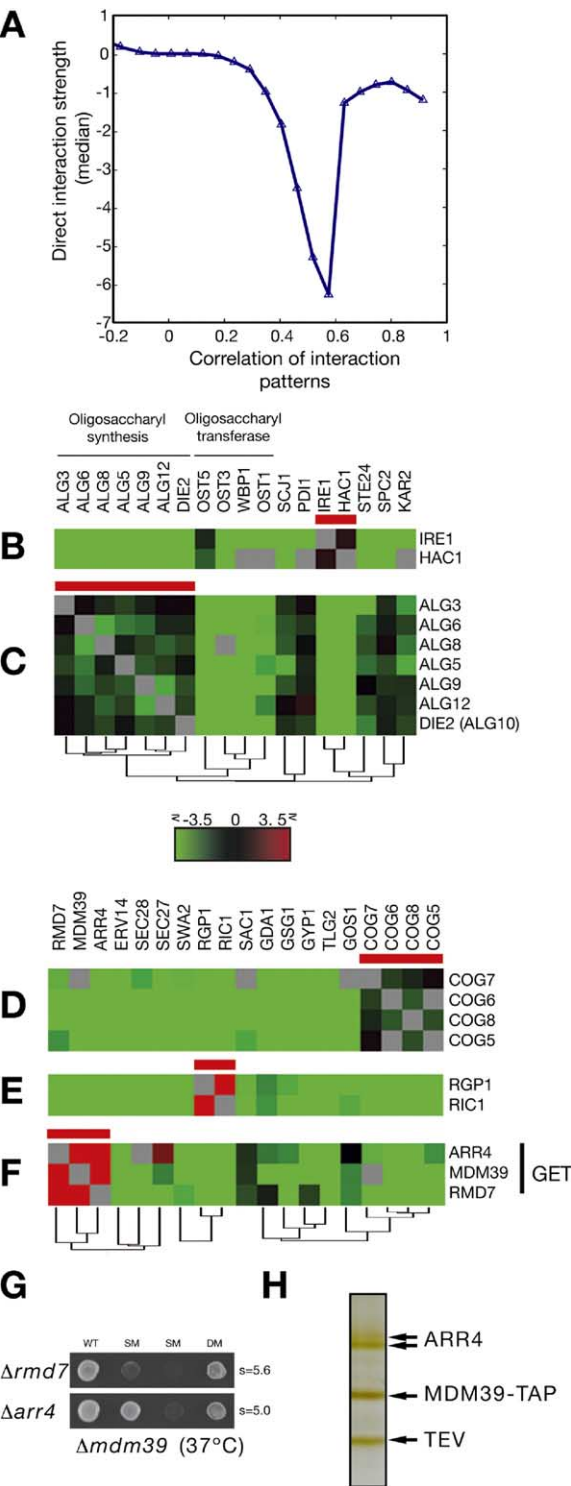 A
Direct interaction strength
(median)
1
0
-1
-2
-3
-4
-5
-6
-7
-0.2 0 0.2 0.4 0.6 0.8 1
Correlation of interaction
patterns
Oligosaccharyl
synthesis
Oligosaccharyl
transferase
ALG3
ALG6
ALG8
ALG5
ALG9
ALG12
DIE2
OST5
OST3
WBP1
OST1
SCJ1
PDI1
IRE1
HAC1
STE24
SPC2
KAR2
B
IRE1
HAC1
C
ALG3
ALG6
ALG8
ALG5
ALG9
ALG12
DIE2 (ALG10)
≤ -3.5 0 3.5 ≥
RMD7
MDM39
ARR4
ERV14
SEC28
SEC27
SWA2
RGP1
RIC1
SAC1
GDA1
GSG1
GYP1
TLG2
GOS1
COG7
COG6
COG8
COG5
D
COG7
COG6
COG8
COG5
E
RGP1
RIC1
F
ARR4
MDM39
RMD7
GET
G
WT SM SM DM
Δrmd7 s=5.6
Δarr4 s=5.0
Δmdm39 (37°C)
H
ARR4
MDM39-TAP
TEV